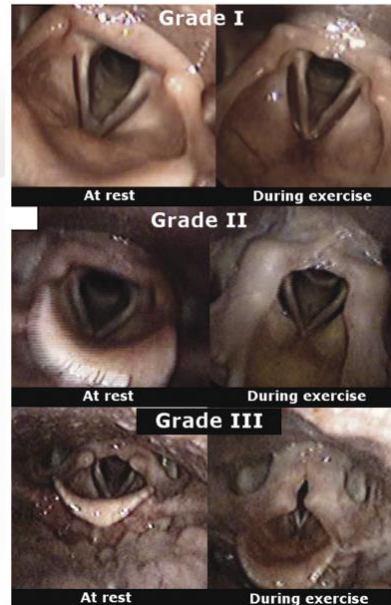 Grade I
At rest
During exercise
Grade II
At rest
During exercise
Grade III
At rest
During exercise